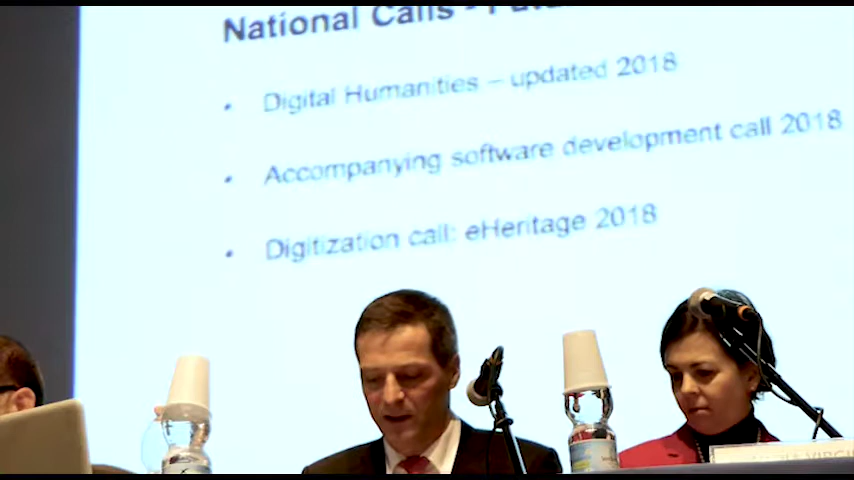 National Calls -
• Digital Humanities – updated 2018
• Accompanying software development call 2018
• Digitization call: eHeritage 2018